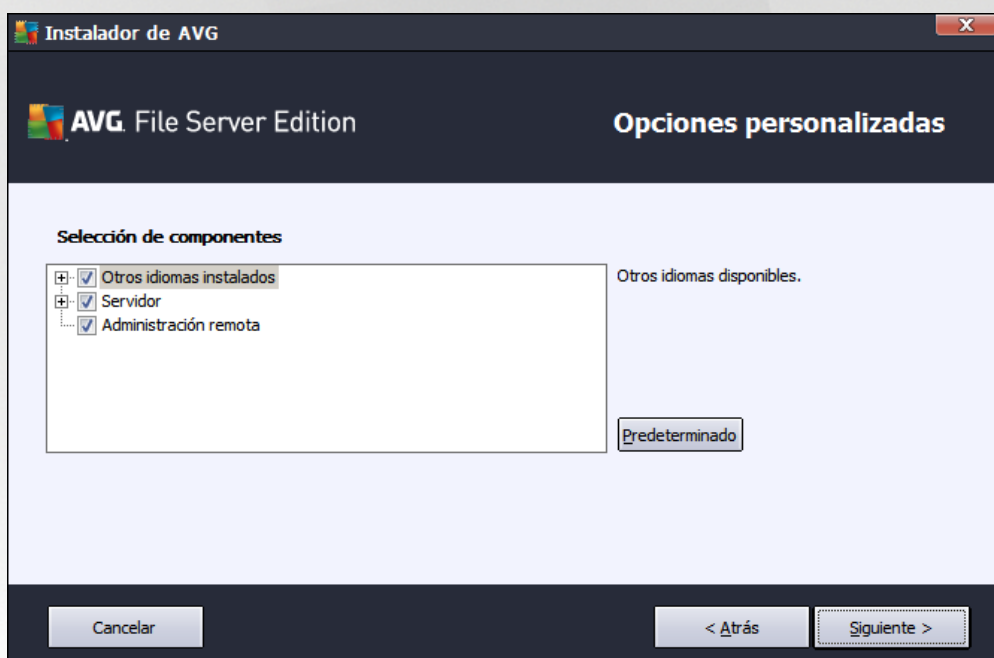 Instalador de AVG
X
AVG. File Server Edition
Opciones personalizadas
Selección de componentes
Otros idiomas instalados
Servidor
Administración remota
Otros idiomas disponibles.
Predeterminado
Cancelar
< Atrás
Siguiente >